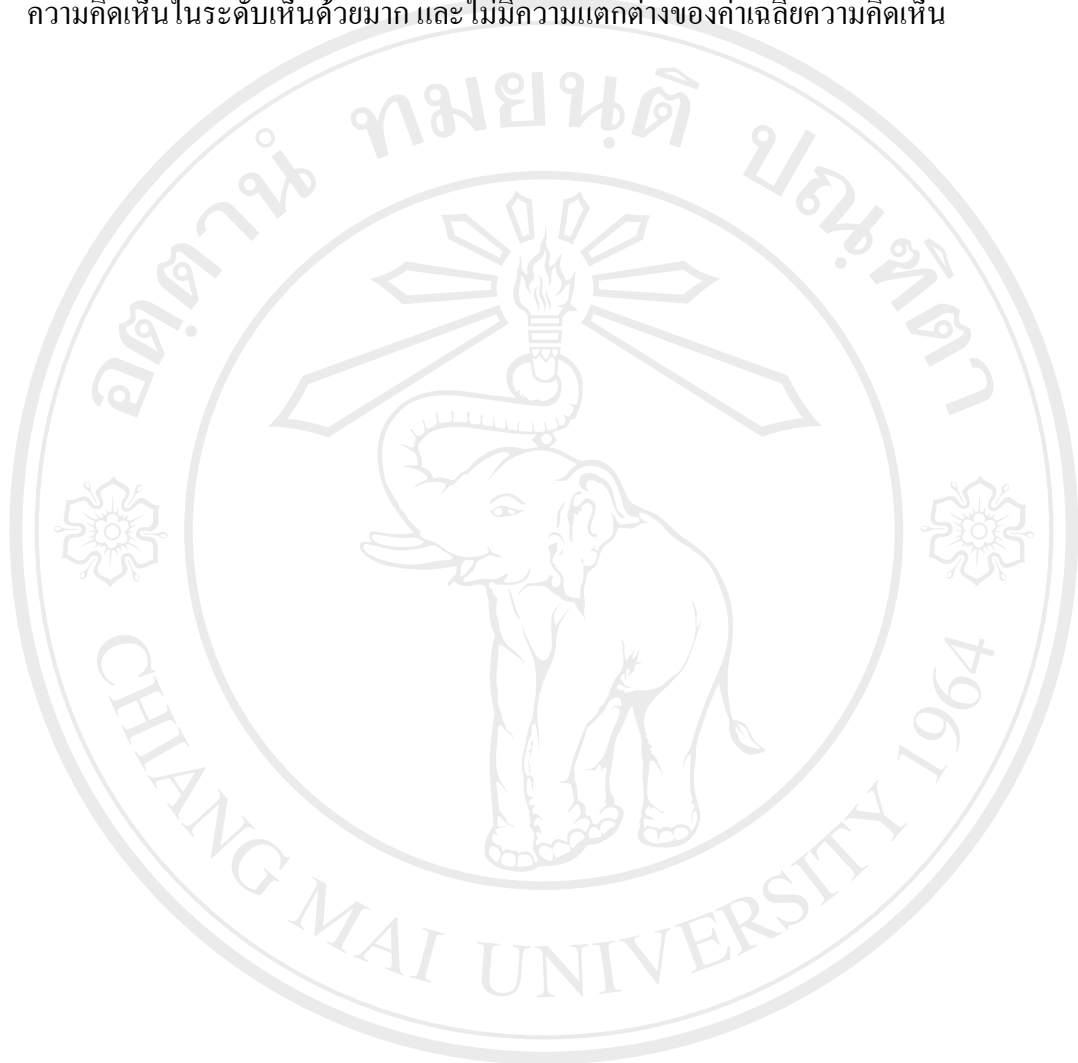 ความคิดเห็นในระดับเห็นด้วยมาก และไม่มีความแตกต่างของค่าเฉลี่ยความคิดเห็น
อตฺตานํ ทมยนฺติ ปณฺฑิตา
CHIANG MAI UNIVERSITY 1964